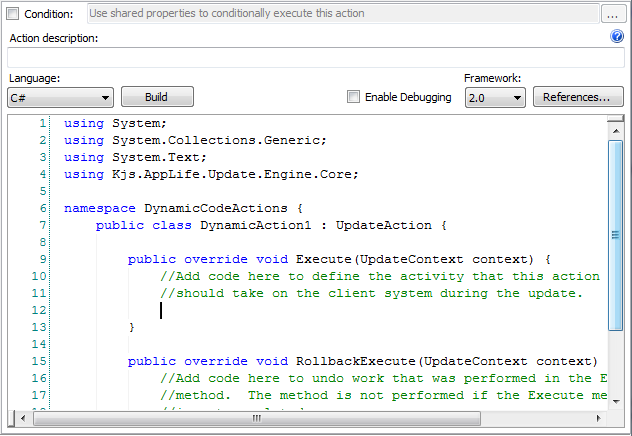 Condition: Use shared properties to conditionally execute this action ...
Action description:
Language: Framework:
C# Build Enable Debugging 2.0 References...
1 using System;
2 using System.Collections.Generic;
3 using System.Text;
4 using Kjs.AppLife.Update.Engine.Core;
5
6 namespace DynamicCodeActions {
7 public class DynamicAction1 : UpdateAction {
8
9 public override void Execute(UpdateContext context) {
10 //Add code here to define the activity that this action
11 //should take on the client system during the update.
12
13 }
14
15 public override void RollbackExecute(UpdateContext context)
16 //Add code here to undo work that was performed in the E
17 //method.  The method is not performed if the Execute me